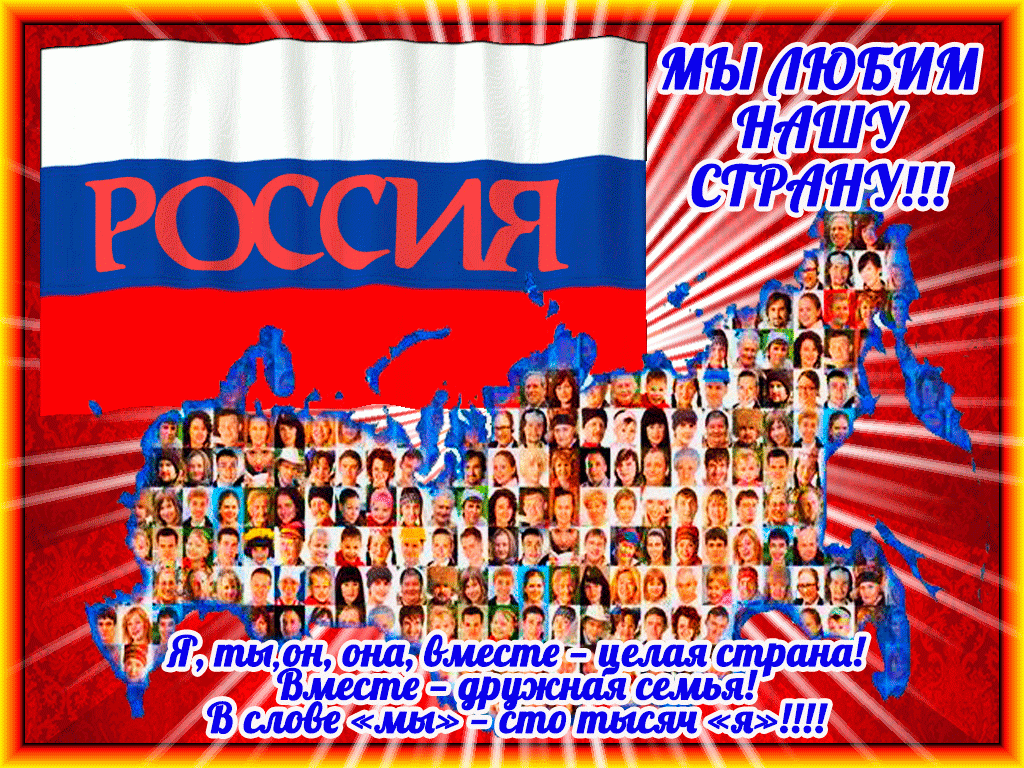 РОССИЯ
МЫ ЛЮБИМ
НАШУ
СТРАНУ!!!
Я, ты,он, она, вместе – целая страна!
Вместе – дружная семья!
В слове «мы» – сто тысяч «я»!!!!